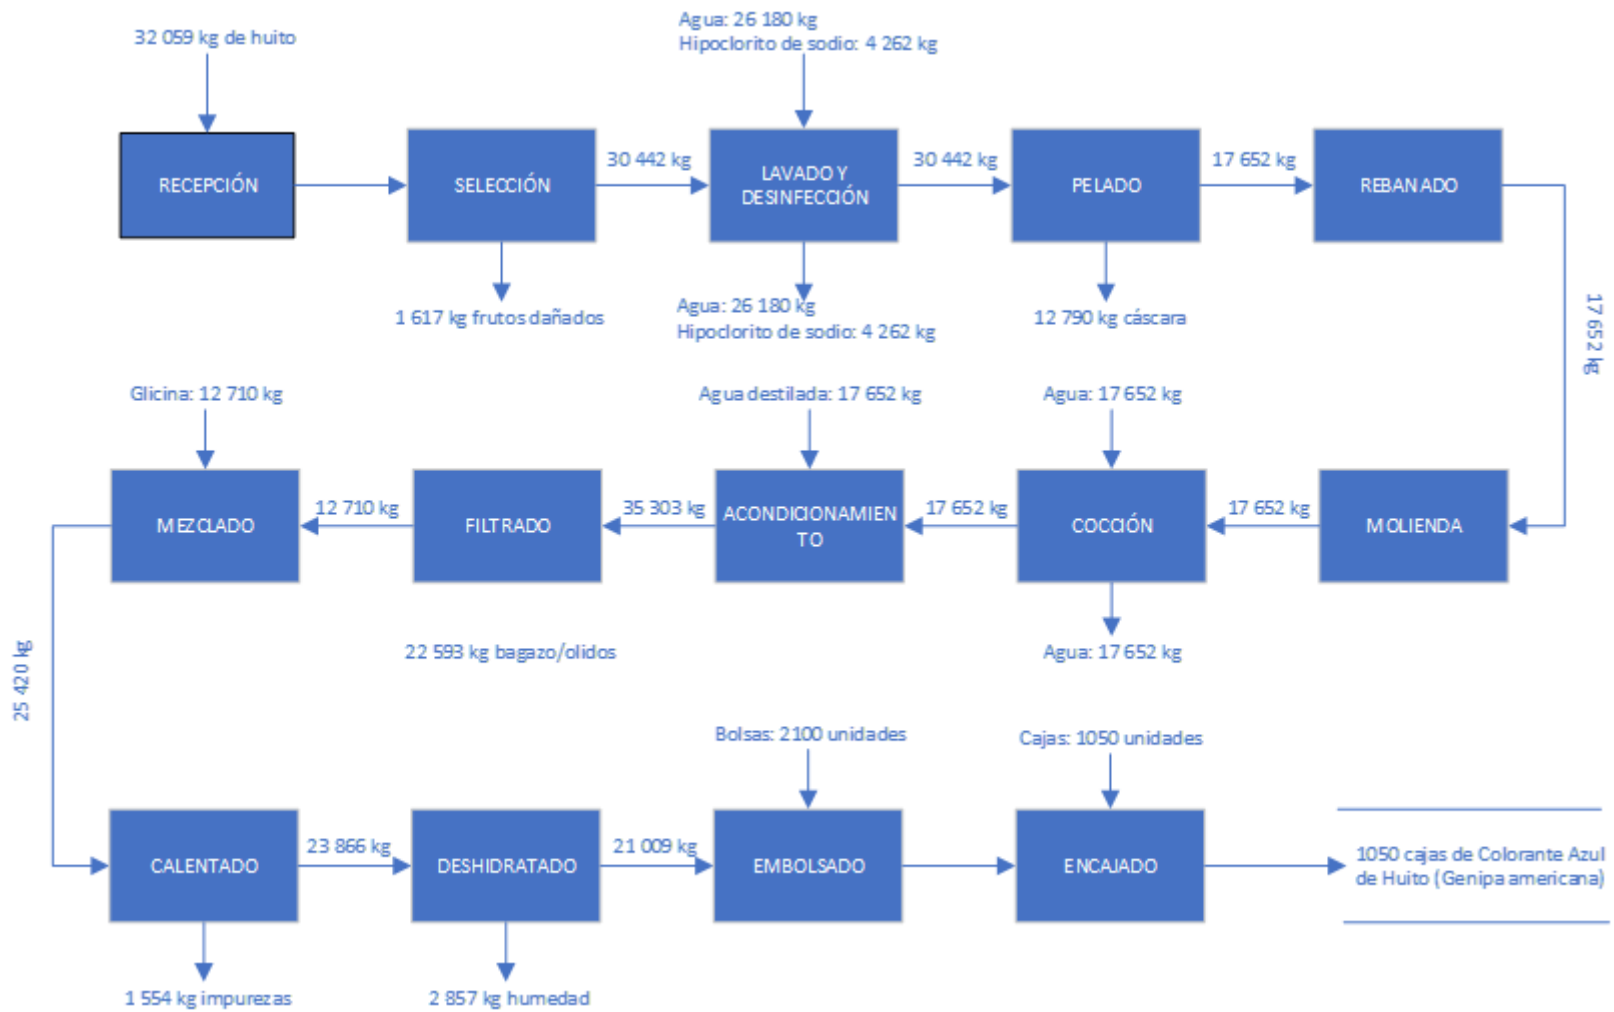 32 059 kg de huito
Agua: 26 180 kg
Hipoclorito de sodio: 4 262 kg
RECEPCIÓN
SELECCIÓN
30 442 kg
LAVADO Y
DESINFECCIÓN
30 442 kg
PELADO
17 652 kg
REBANADO
1 617 kg frutos dañados
Agua: 26 180 kg
Hipoclorito de sodio: 4 262 kg
12 790 kg cáscara
17 652 kg
Glicina: 12 710 kg
Agua destilada: 17 652 kg
Agua: 17 652 kg
MEZCLADO
12 710 kg
FILTRADO
35 303 kg
ACONDICIONAMIEN
TO
17 652 kg
COCCIÓN
17 652 kg
MOLIENDA
25 420 kg
22 593 kg bagazo/olidos
Agua: 17 652 kg
Bolsas: 2100 unidades
Cajas: 1050 unidades
CALENTADO
23 866 kg
DESHIDRATADO
21 009 kg
EMBOLSADO
ENCAJADO
1050 cajas de Colorante Azul
de Huito (Genipa americana)
1 554 kg impurezas
2 857 kg humedad